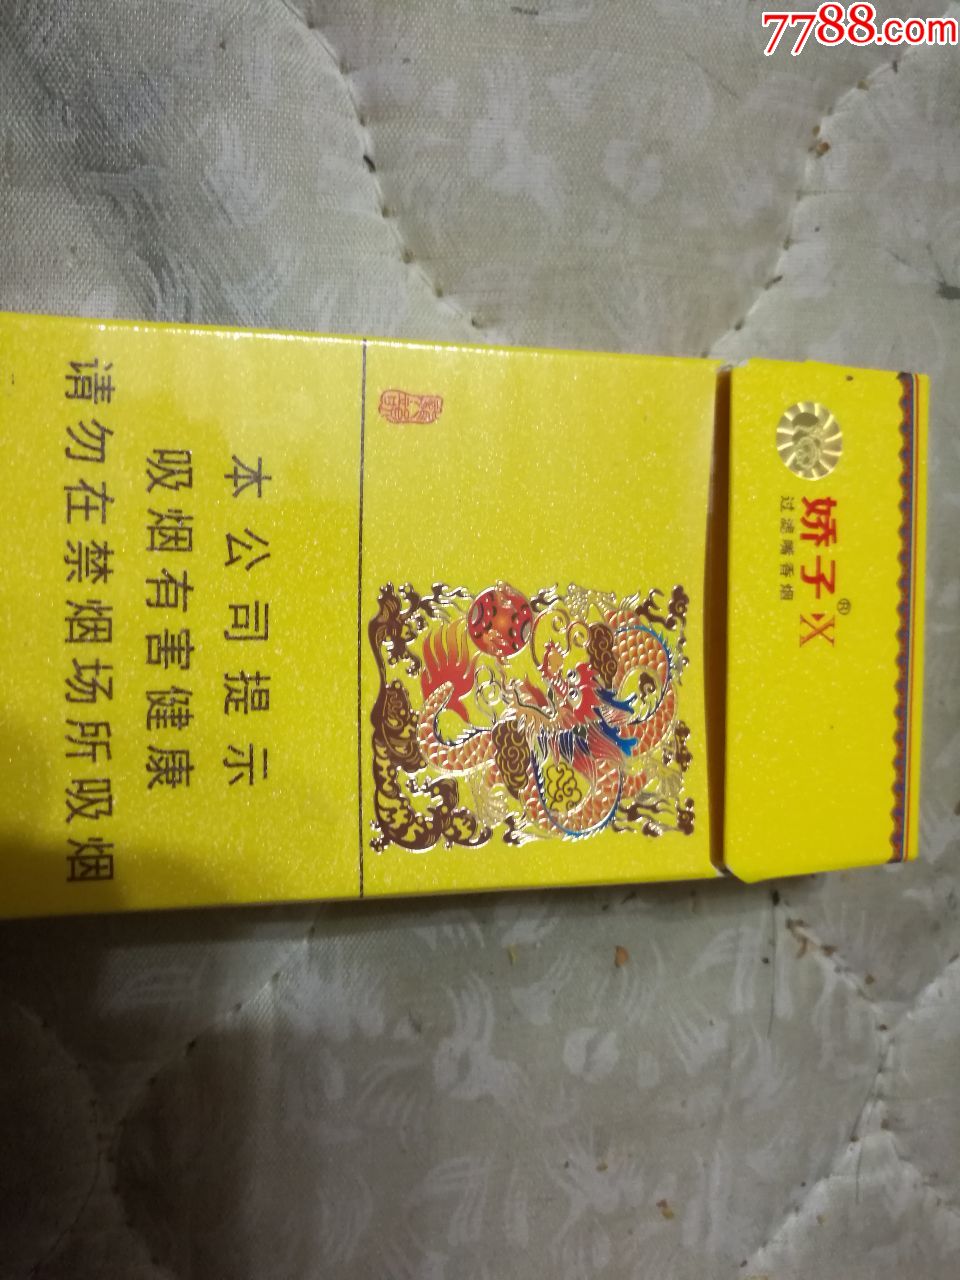 7788.com
娇子®X
过滤嘴香烟
本公司提示
吸烟有害健康
请勿在禁烟场所吸烟